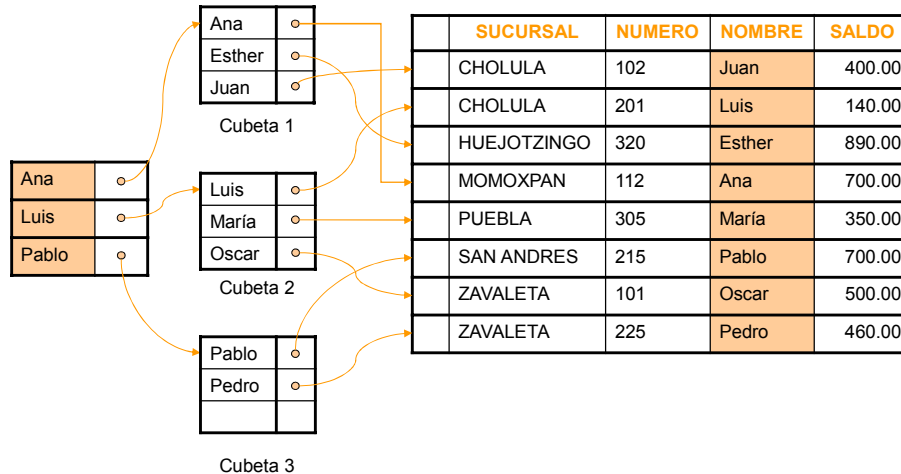 Ana
Luis
Pablo
Ana
Esther
Juan
Cubeta 1
Luis
María
Oscar
Cubeta 2
Pablo
Pedro
Cubeta 3
SUCURSAL NUMERO NOMBRE SALDO
CHOLULA 102 Juan 400.00
CHOLULA 201 Luis 140.00
HUEJOTZINGO 320 Esther 890.00
MOMOXPAN 112 Ana 700.00
PUEBLA 305 María 350.00
SAN ANDRES 215 Pablo 700.00
ZAVALETA 101 Oscar 500.00
ZAVALETA 225 Pedro 460.00